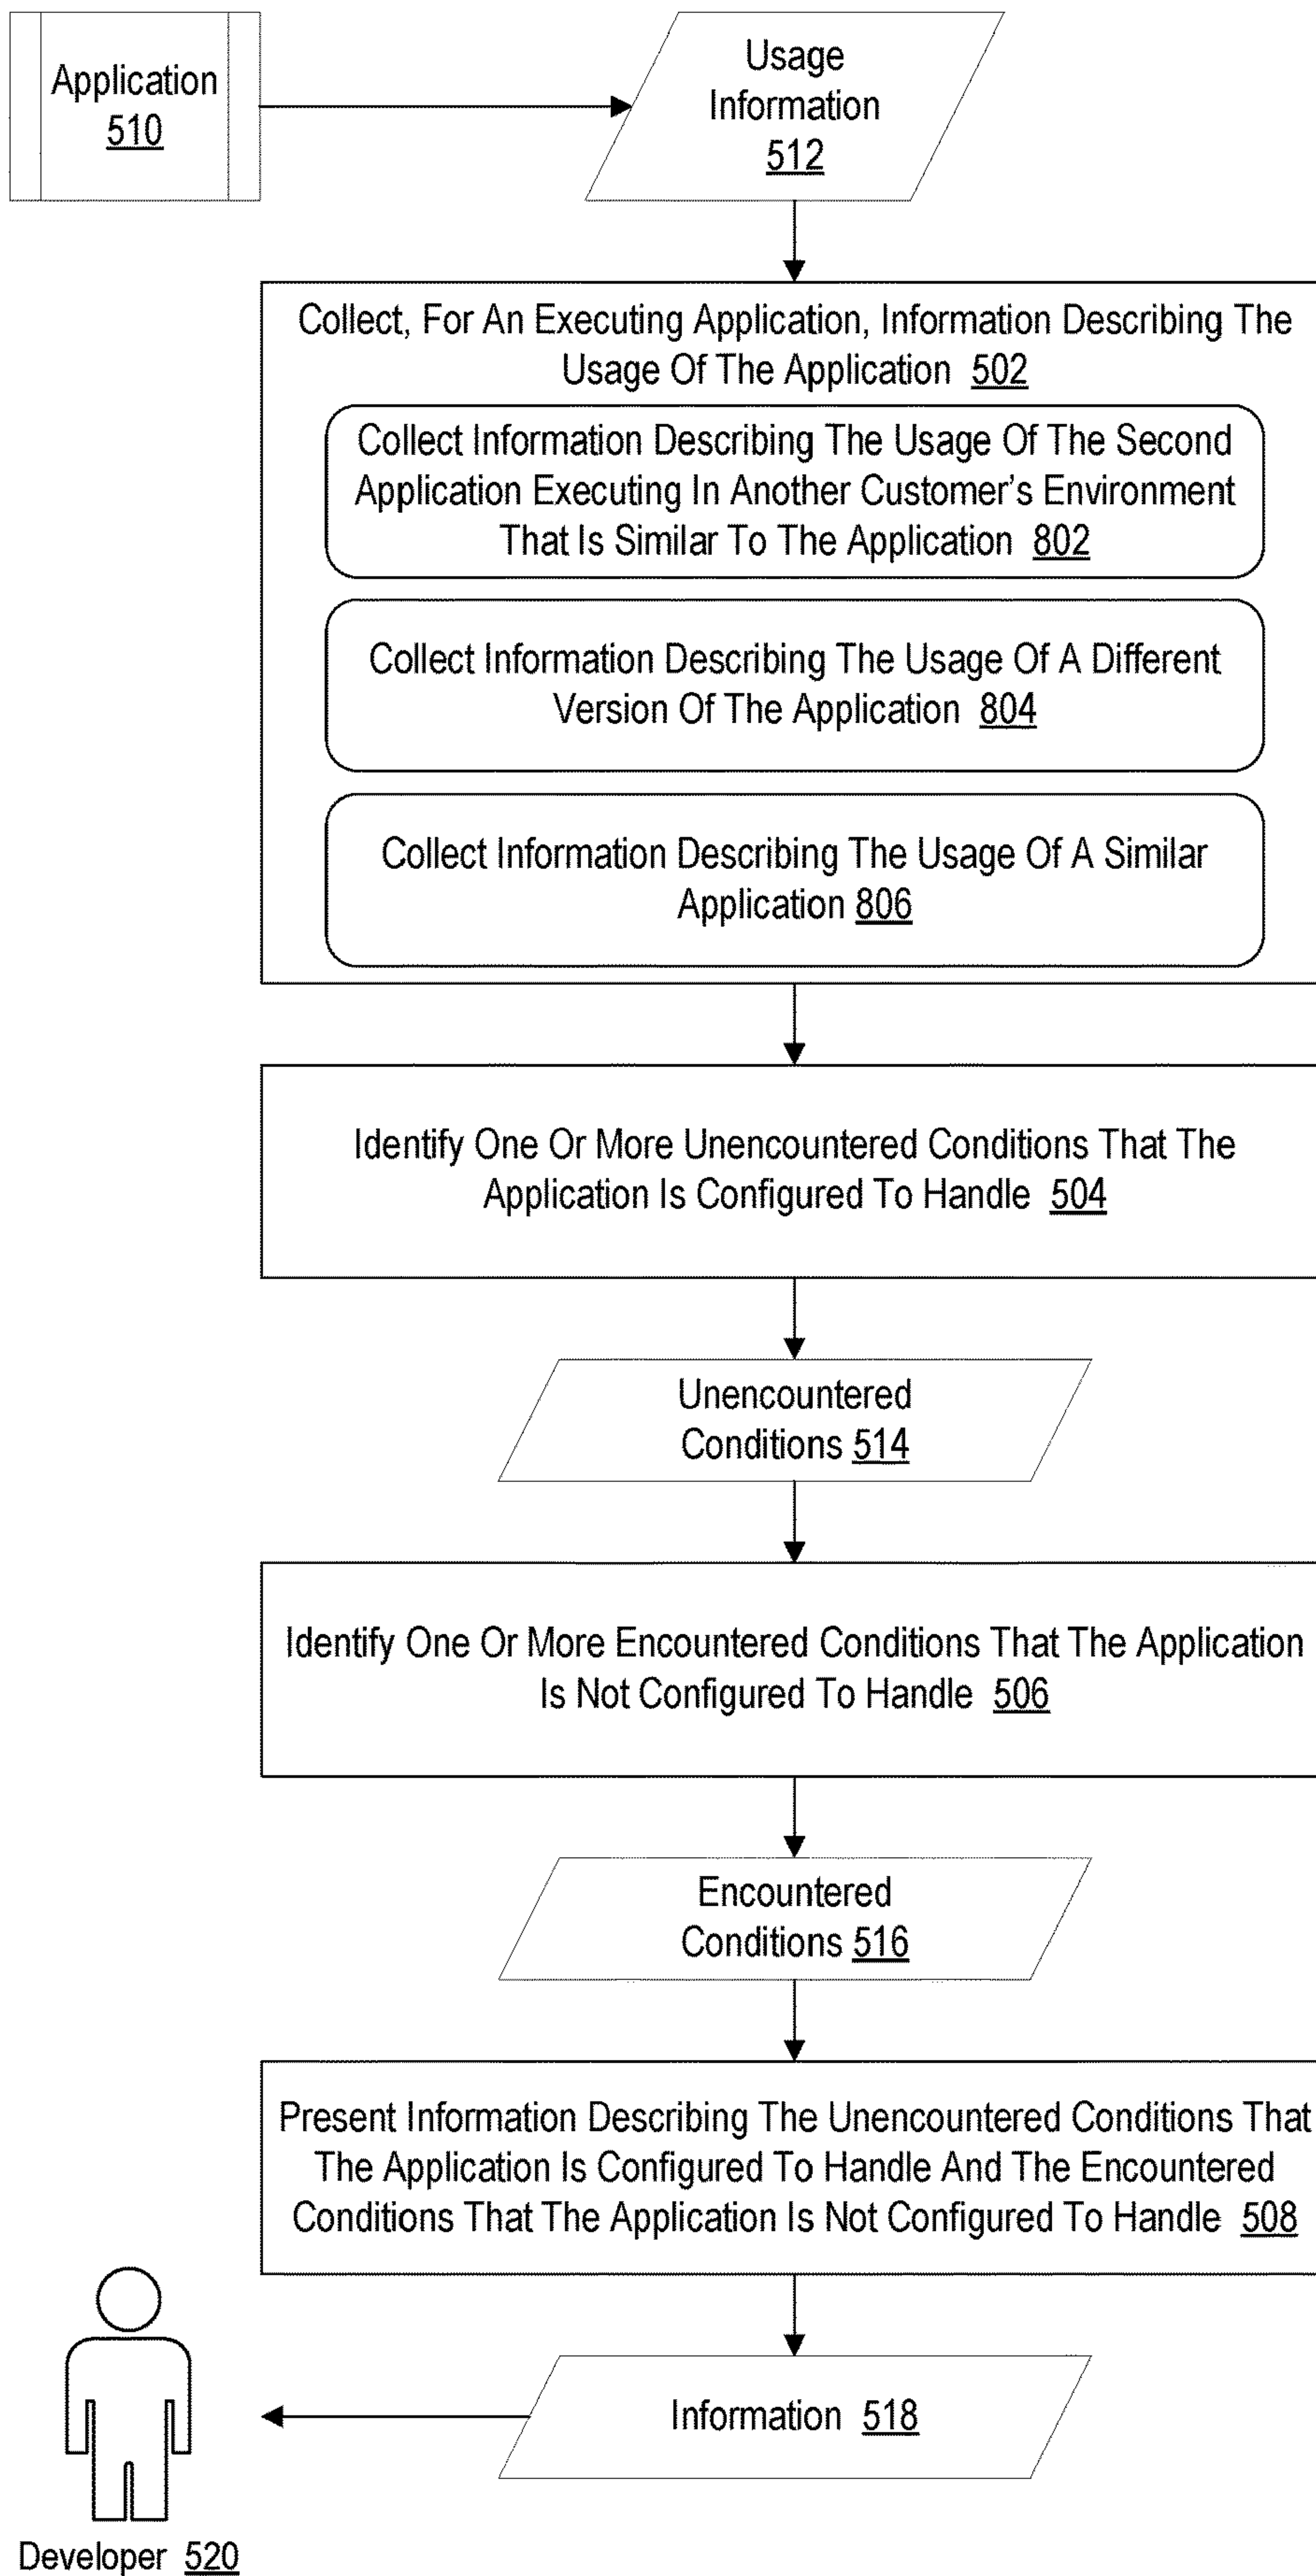 Application
510
Usage
Information
512
Collect, For An Executing Application, Information Describing The
Usage Of The Application 502
Collect Information Describing The Usage Of The Second
Application Executing In Another Customer's Environment
That Is Similar To The Application 802
Collect Information Describing The Usage Of A Different
Version Of The Application 804
Collect Information Describing The Usage Of A Similar
Application 806
Identify One Or More Unencountered Conditions That The
Application Is Configured To Handle 504
Unencountered
Conditions 514
Identify One Or More Encountered Conditions That The Application
Is Not Configured To Handle 506
Encountered
Conditions 516
Present Information Describing The Unencountered Conditions That
The Application Is Configured To Handle And The Encountered
Conditions That The Application Is Not Configured To Handle 508
Information 518
Developer 520